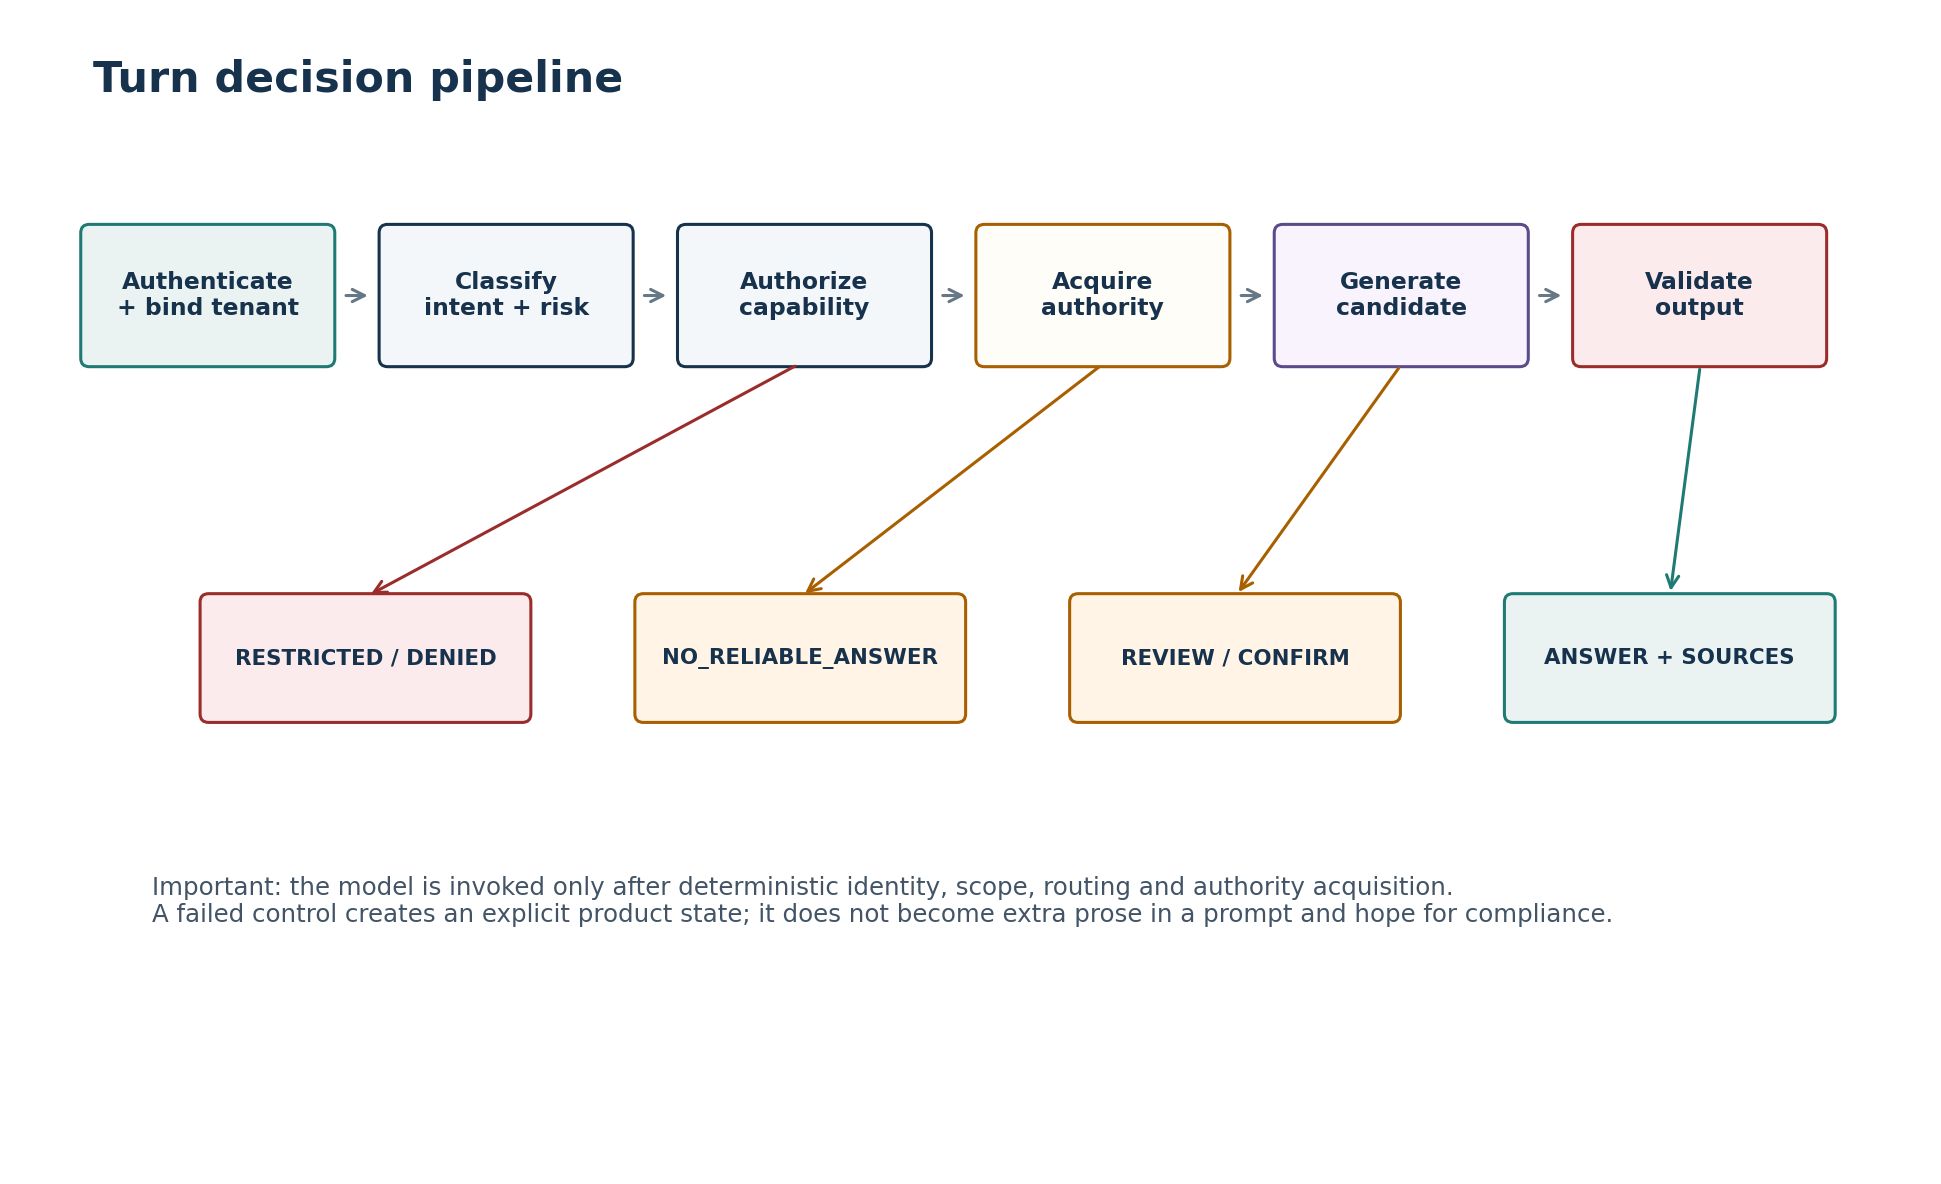 Turn decision pipeline
Authenticate
+ bind tenant
Classify
intent + risk
Authorize
capability
Acquire
authority
Generate
candidate
Validate
output
RESTRICTED / DENIED
NO_RELIABLE_ANSWER
REVIEW / CONFIRM
ANSWER + SOURCES
Important: the model is invoked only after deterministic identity, scope, routing and authority acquisition.
A failed control creates an explicit product state; it does not become extra prose in a prompt and hope for compliance.